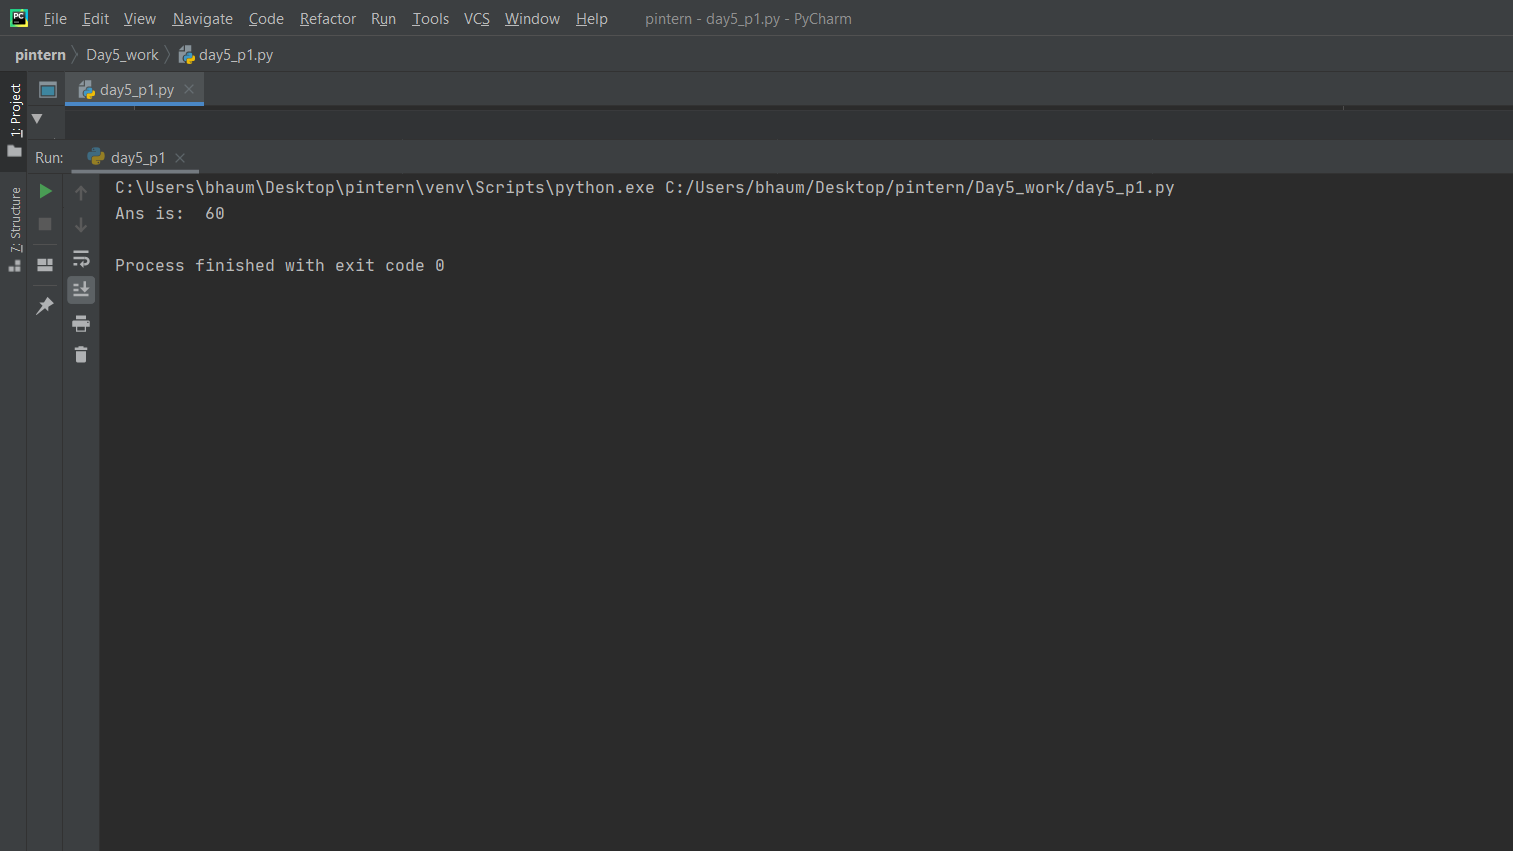 PC File Edit View Navigate Code Refactor Run Tools VCS Window Help pintern - day5_p1.py - PyCharm
pintern Day5_work day5_p1.py
1: Project
day5_p1.py
Run: day5_p1
7: Structure
C:\Users\bhaum\Desktop\pintern\venv\Scripts\python.exe C:/Users/bhaum/Desktop/pintern/Day5_work/day5_p1.py
Ans is:  60
Process finished with exit code 0